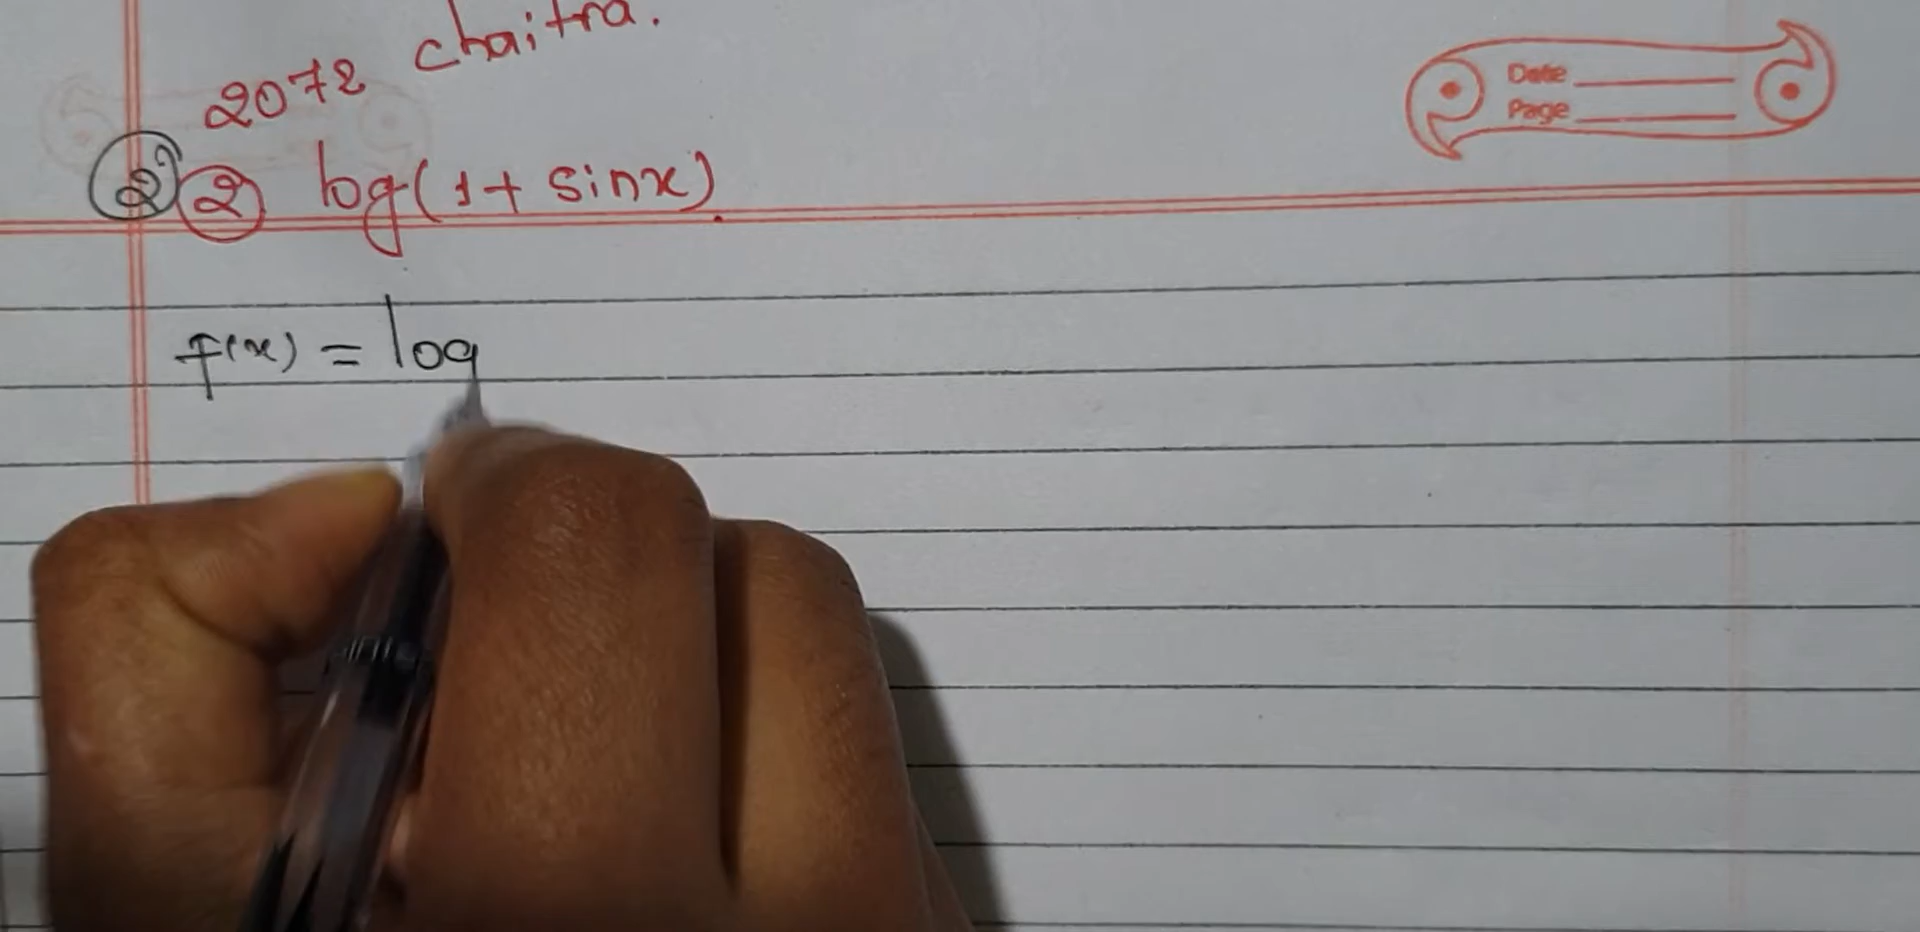 2072 chaitra.
Date
Page
2 2 log(1+ sinx).
f(x) = log